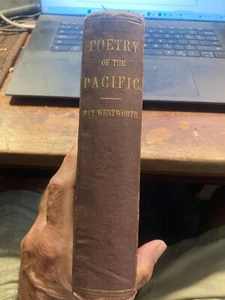 POETRY
OF THE
PACIFIC.
MAY WENTWORTH.